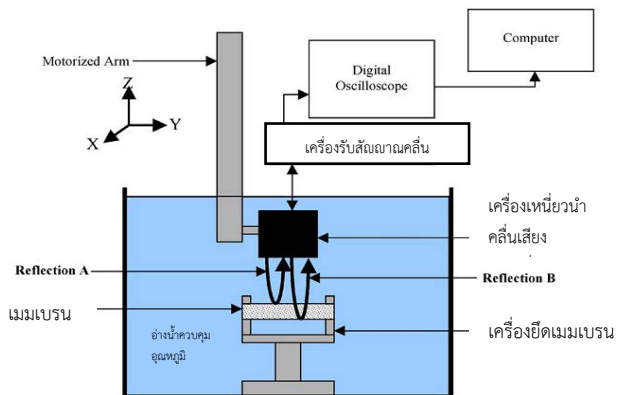 Computer
Motorized Arm
Digital
Oscilloscope
Z
Y
X
เครื่องรับสัญญาณคลื่น
เครื่องเหนี่ยวนำ
คลื่นเสียง
Reflection A
Reflection B
เมมเบรน
อ่างน้ำควบคุม
อุณหภูมิ
เครื่องยึดเมมเบรน